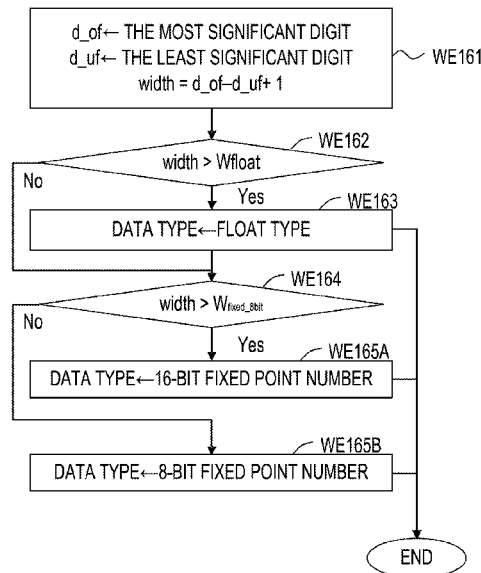 d_of← THE MOST SIGNIFICANT DIGIT
d_uf← THE LEAST SIGNIFICANT DIGIT
width = d_of–d_uf+ 1
WE161
WE162
width > Wfloat
No
Yes
WE163
DATA TYPE←FLOAT TYPE
WE164
width > Wfixed_8bit
No
Yes
WE165A
DATA TYPE←16-BIT FIXED POINT NUMBER
WE165B
DATA TYPE←8-BIT FIXED POINT NUMBER
END